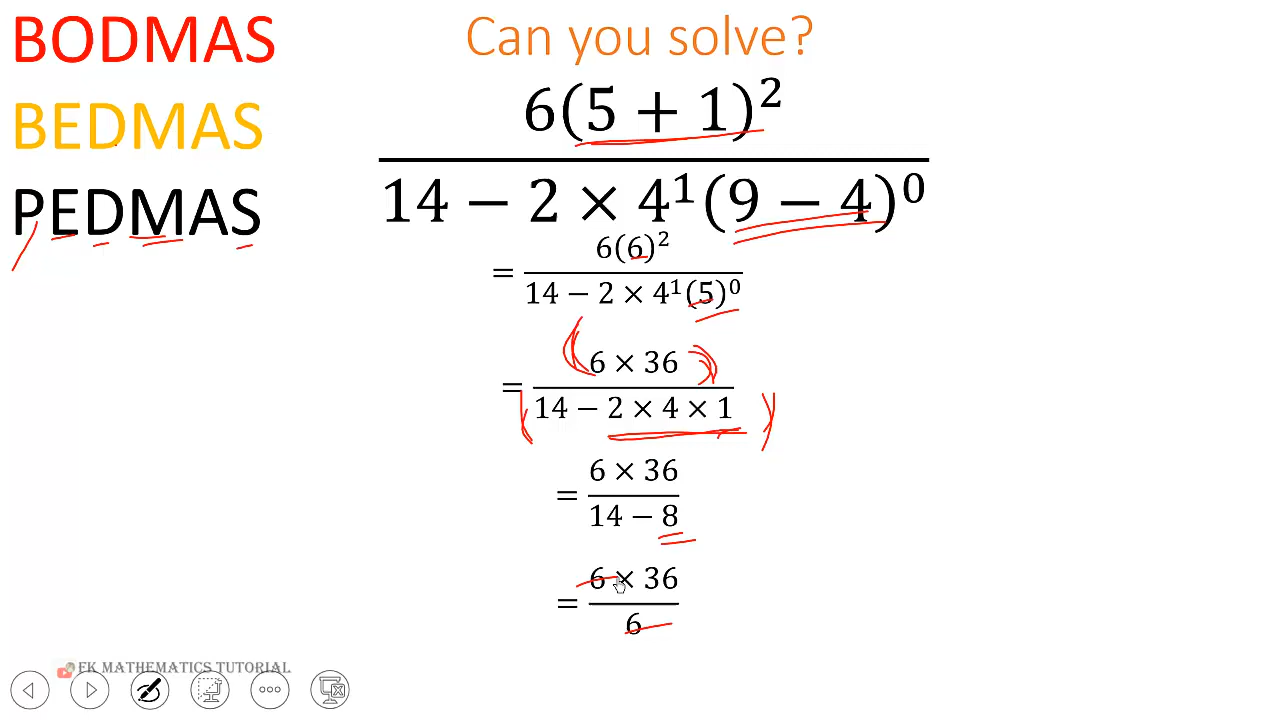 BODMAS
BEDMAS
PEDMAS
Can you solve?
6(5 + 1)²
14 − 2 × 4¹(9 − 4)⁰
6(6)²
=
14 − 2 × 4¹(5)⁰
6 × 36
=
14 − 2 × 4 × 1
6 × 36
=
14 − 8
6 × 36
=
6
EK MATHEMATICS TUTORIAL